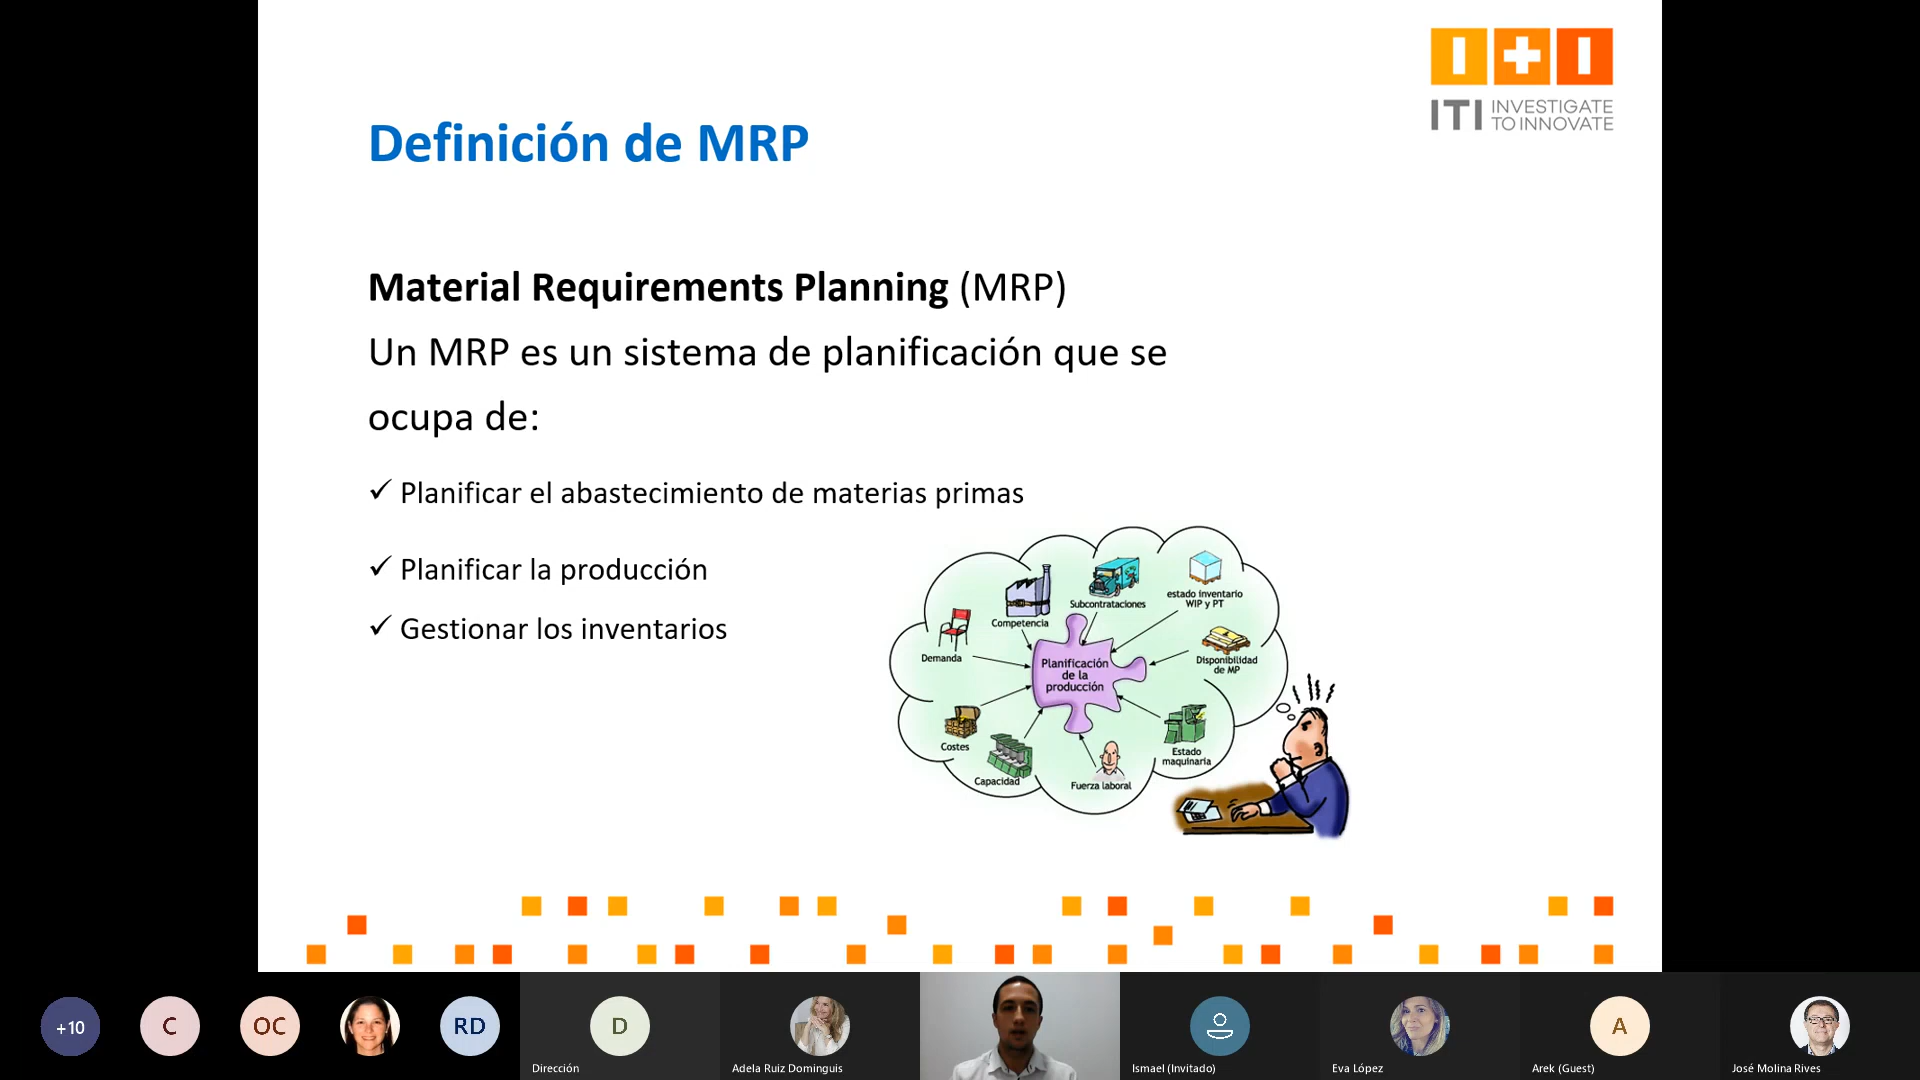 I+I
ITI INVESTIGATE
TO INNOVATE
Definición de MRP
Material Requirements Planning (MRP)
Un MRP es un sistema de planificación que se
ocupa de:
✓ Planificar el abastecimiento de materias primas
✓ Planificar la producción
✓ Gestionar los inventarios
Subcontrataciones
estado inventario
WIP y PT
Competencia
Demanda
Planificación
de la
producción
Disponibilidad
de MP
Costes
Capacidad
Fuerza laboral
Estado
maquinaria
+10
C
OC
RD
D
A
Dirección
Adela Ruiz Dominguis
Ismael (Invitado)
Eva López
Arek (Guest)
José Molina Rives